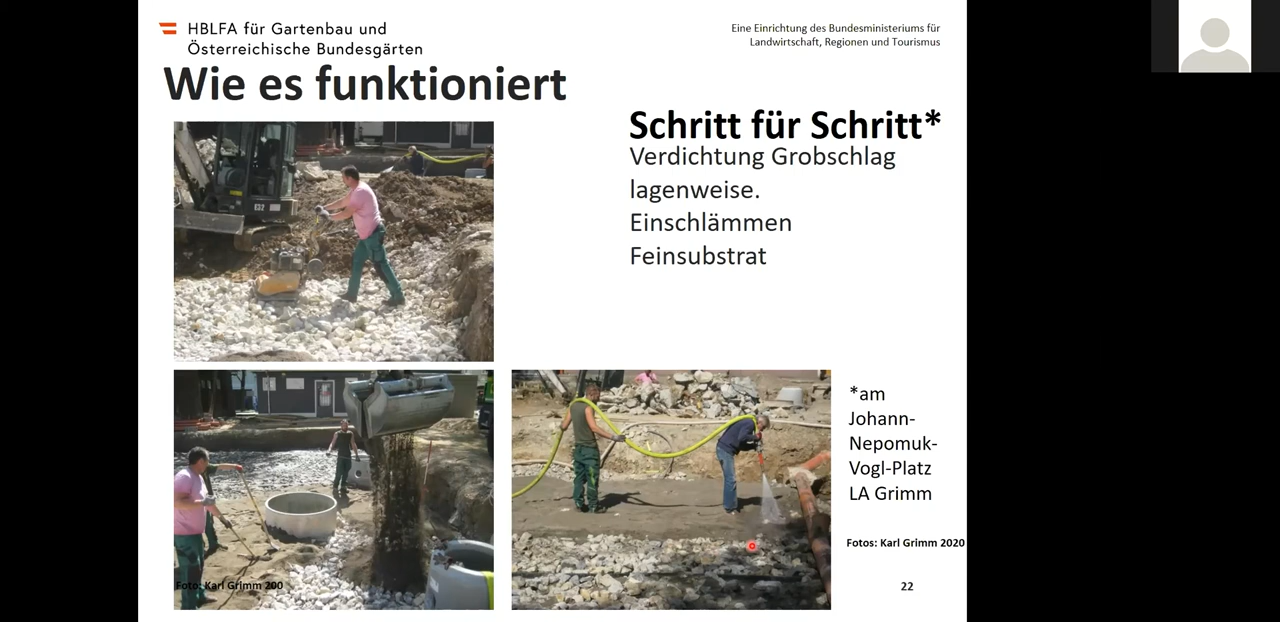 HBLFA für Gartenbau und
Österreichische Bundesgärten
Eine Einrichtung des Bundesministeriums für
Landwirtschaft, Regionen und Tourismus
Wie es funktioniert
Schritt für Schritt*
Verdichtung Grobschlag
lagenweise.
Einschlämmen
Feinsubstrat
E22
*am
Johann-
Nepomuk-
Vogl-Platz
LA Grimm
Fotos: Karl Grimm 2020
Foto: Karl Grimm 200
22